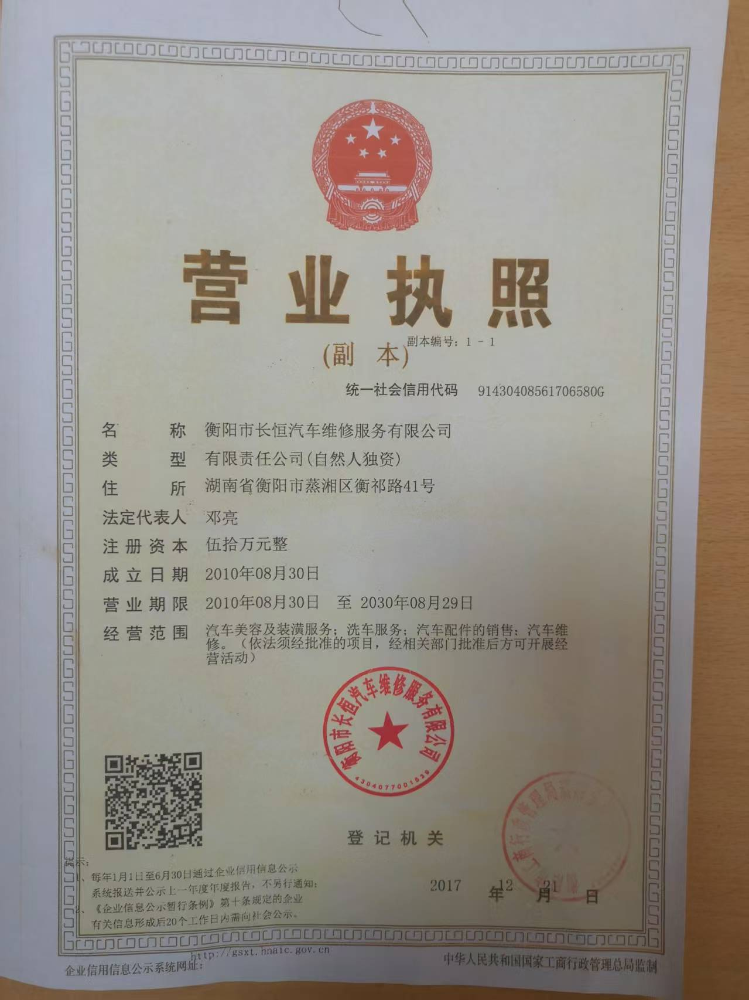 营业执照
(副 本)
副本编号：1 - 1
统一社会信用代码 91430408561706580G
名 称 衡阳市长恒汽车维修服务有限公司
类 型 有限责任公司(自然人独资)
住 所 湖南省衡阳市蒸湘区衡祁路41号
法定代表人 邓亮
注册资本 伍拾万元整
成立日期 2010年08月30日
营业期限 2010年08月30日 至 2030年08月29日
经营范围 汽车美容及装潢服务；洗车服务；汽车配件的销售；汽车维
修。（依法须经批准的项目，经相关部门批准后方可开展经
营活动）
衡阳市长恒汽车维修服务有限公司
4304077001539
登记机关
2017 年 12 月 21 日
提示：
1、每年1月1日至6月30日通过企业信用信息公示
系统报送并公示上一年度年度报告，不另行通知；
2、《企业信息公示暂行条例》第十条规定的企业
有关信息形成后20个工作日内需向社会公示。
http://gsxt.hnaic.gov.cn
企业信用信息公示系统网址：
中华人民共和国国家工商行政管理总局监制